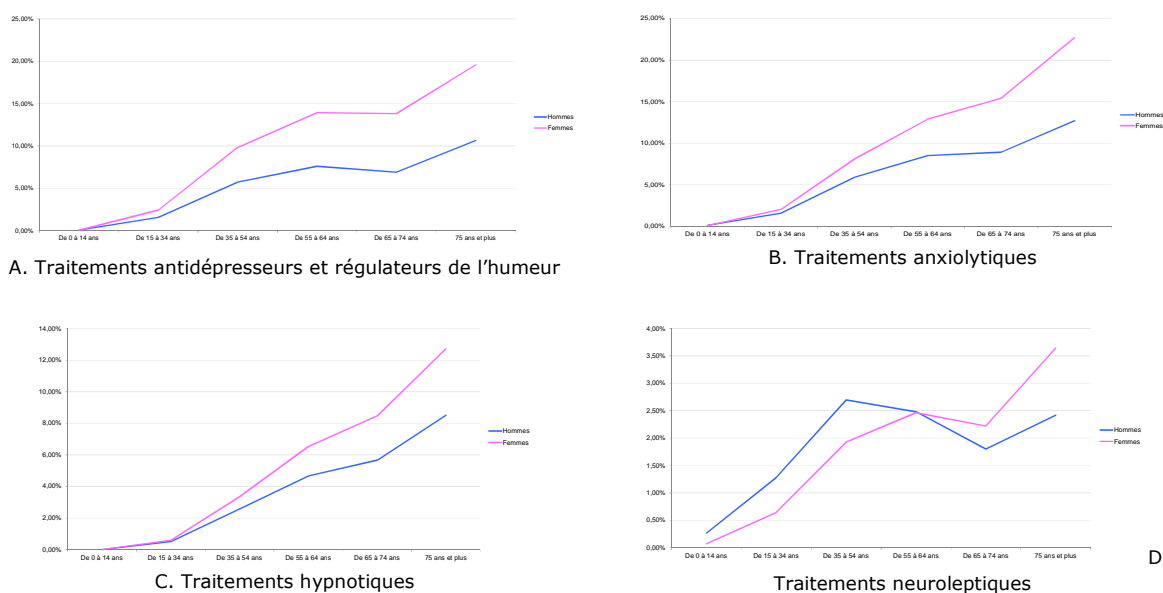 25,00%
20,00%
15,00%
10,00%
5,00%
0,00%
De 0 à 14 ans De 15 à 34 ans De 35 à 54 ans De 55 à 64 ans De 65 à 74 ans 75 ans et plus
Hommes
Femmes
A. Traitements antidépresseurs et régulateurs de l'humeur
25,00%
20,00%
15,00%
10,00%
5,00%
0,00%
De 0 à 14 ans De 15 à 34 ans De 35 à 54 ans De 55 à 64 ans De 65 à 74 ans 75 ans et plus
Hommes
Femmes
B. Traitements anxiolytiques
14,00%
12,00%
10,00%
8,00%
6,00%
4,00%
2,00%
0,00%
De 0 à 14 ans De 15 à 34 ans De 35 à 54 ans De 55 à 64 ans De 65 à 74 ans 75 ans et plus
Hommes
Femmes
C. Traitements hypnotiques
4,00%
3,50%
3,00%
2,50%
2,00%
1,50%
1,00%
0,50%
0,00%
De 0 à 14 ans De 15 à 34 ans De 35 à 54 ans De 55 à 64 ans De 65 à 74 ans 75 ans et plus
Hommes
Femmes
D
Traitements neuroleptiques